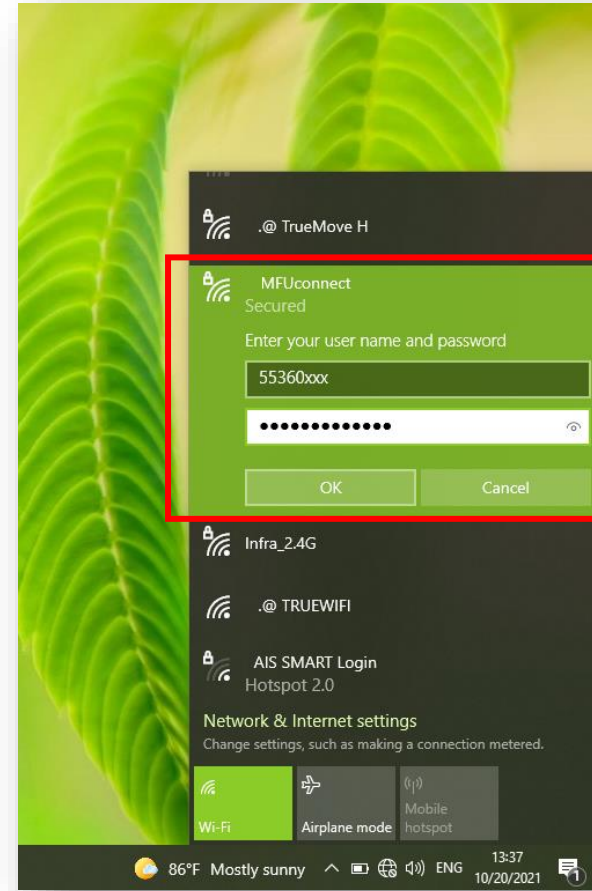 .@ TrueMove H
MFUconnect
Secured
Enter your user name and password
55360xxx
●●●●●●●●●●●●●
OK Cancel
Infra_2.4G
.@ TRUEWIFI
AIS SMART Login
Hotspot 2.0
Network & Internet settings
Change settings, such as making a connection metered.
Wi-Fi Airplane mode Mobile hotspot
86°F Mostly sunny ENG 13:37
10/20/2021
1